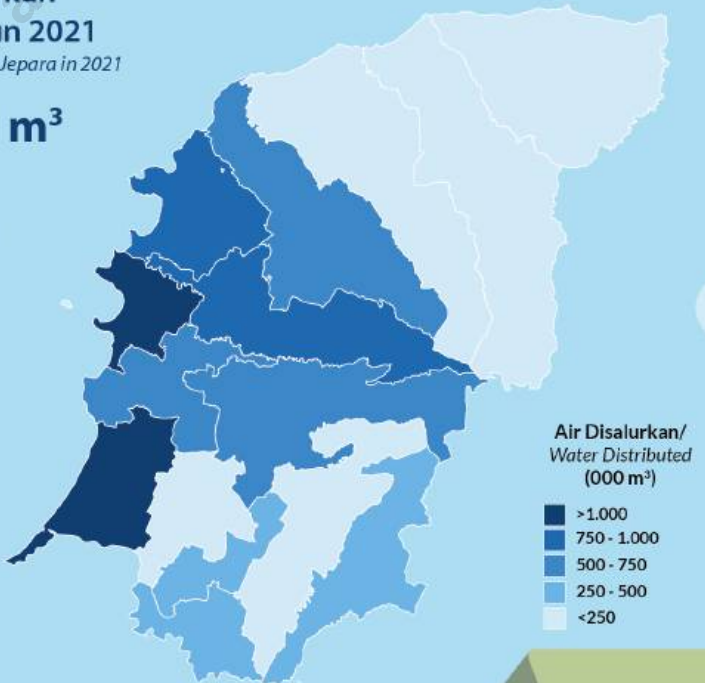 un 2021
Jepara in 2021
m³
Air Disalurkan/
Water Distributed
(000 m³)
>1.000
750 - 1.000
500 - 750
250 - 500
<250